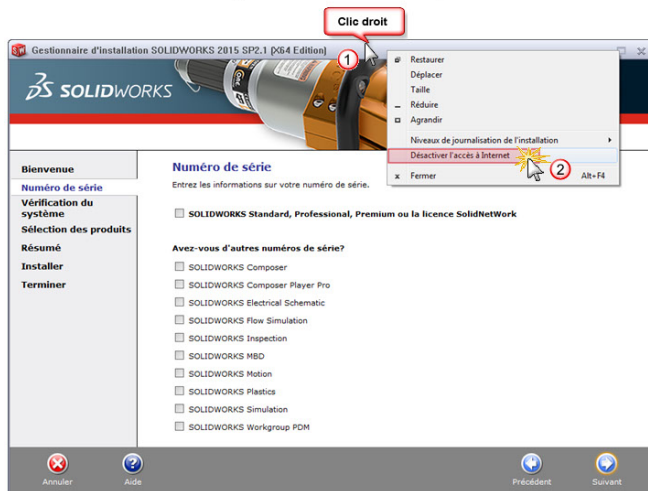 Clic droit
Gestionnaire d'installation SOLIDWORKS 2015 SP2.1 (X64 Edition)
1
SOLIDWORKS
Restaurer
Déplacer
Taille
Réduire
Agrandir
Niveaux de journalisation de l'installation
Désactiver l'accès à Internet
2
Fermer Alt+F4
Bienvenue
Numéro de série
Vérification du
système
Sélection des produits
Résumé
Installer
Terminer
Numéro de série
Entrez les informations sur votre numéro de série.
SOLIDWORKS Standard, Professional, Premium ou la licence SolidNetWork
Avez-vous d'autres numéros de série?
SOLIDWORKS Composer
SOLIDWORKS Composer Player Pro
SOLIDWORKS Electrical Schematic
SOLIDWORKS Flow Simulation
SOLIDWORKS Inspection
SOLIDWORKS MBD
SOLIDWORKS Motion
SOLIDWORKS Plastics
SOLIDWORKS Simulation
SOLIDWORKS Workgroup PDM
Annuler
Aide
Précédent
Suivant